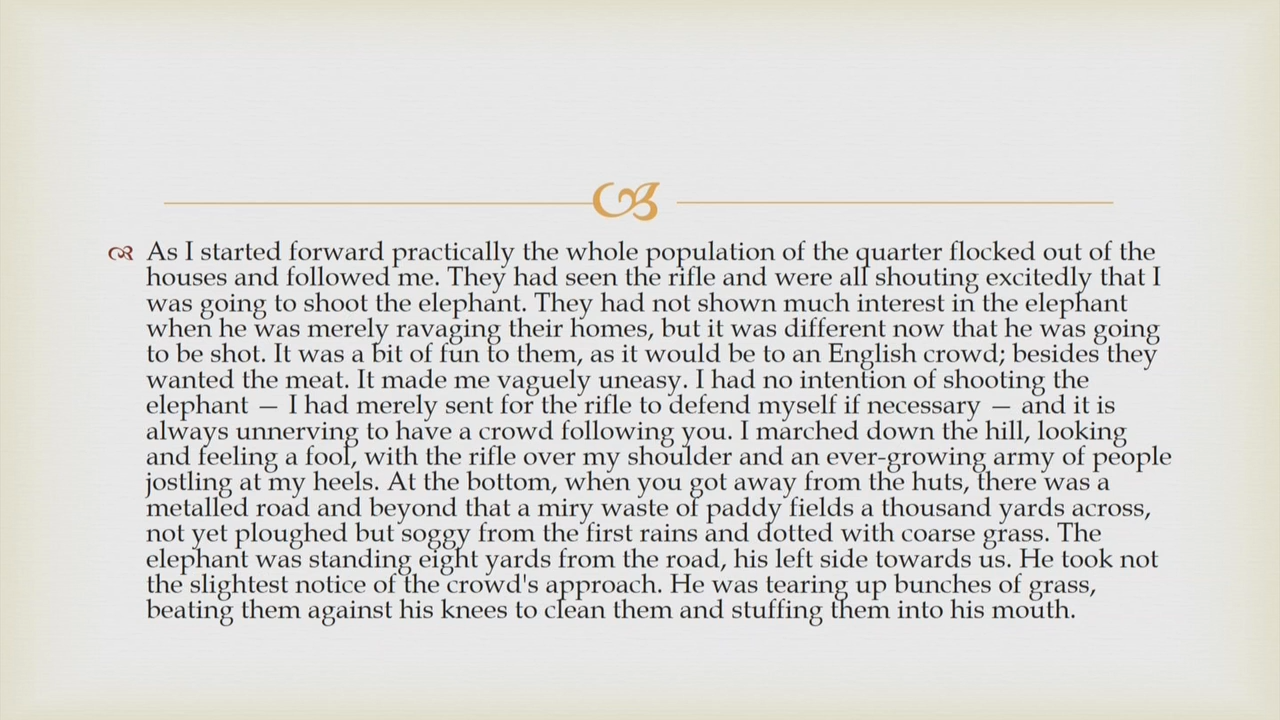 As I started forward practically the whole population of the quarter flocked out of the
houses and followed me. They had seen the rifle and were all shouting excitedly that I
was going to shoot the elephant. They had not shown much interest in the elephant
when he was merely ravaging their homes, but it was different now that he was going
to be shot. It was a bit of fun to them, as it would be to an English crowd; besides they
wanted the meat. It made me vaguely uneasy. I had no intention of shooting the
elephant — I had merely sent for the rifle to defend myself if necessary — and it is
always unnerving to have a crowd following you. I marched down the hill, looking
and feeling a fool, with the rifle over my shoulder and an ever-growing army of people
jostling at my heels. At the bottom, when you got away from the huts, there was a
metalled road and beyond that a miry waste of paddy fields a thousand yards across,
not yet ploughed but soggy from the first rains and dotted with coarse grass. The
elephant was standing eight yards from the road, his left side towards us. He took not
the slightest notice of the crowd's approach. He was tearing up bunches of grass,
beating them against his knees to clean them and stuffing them into his mouth.